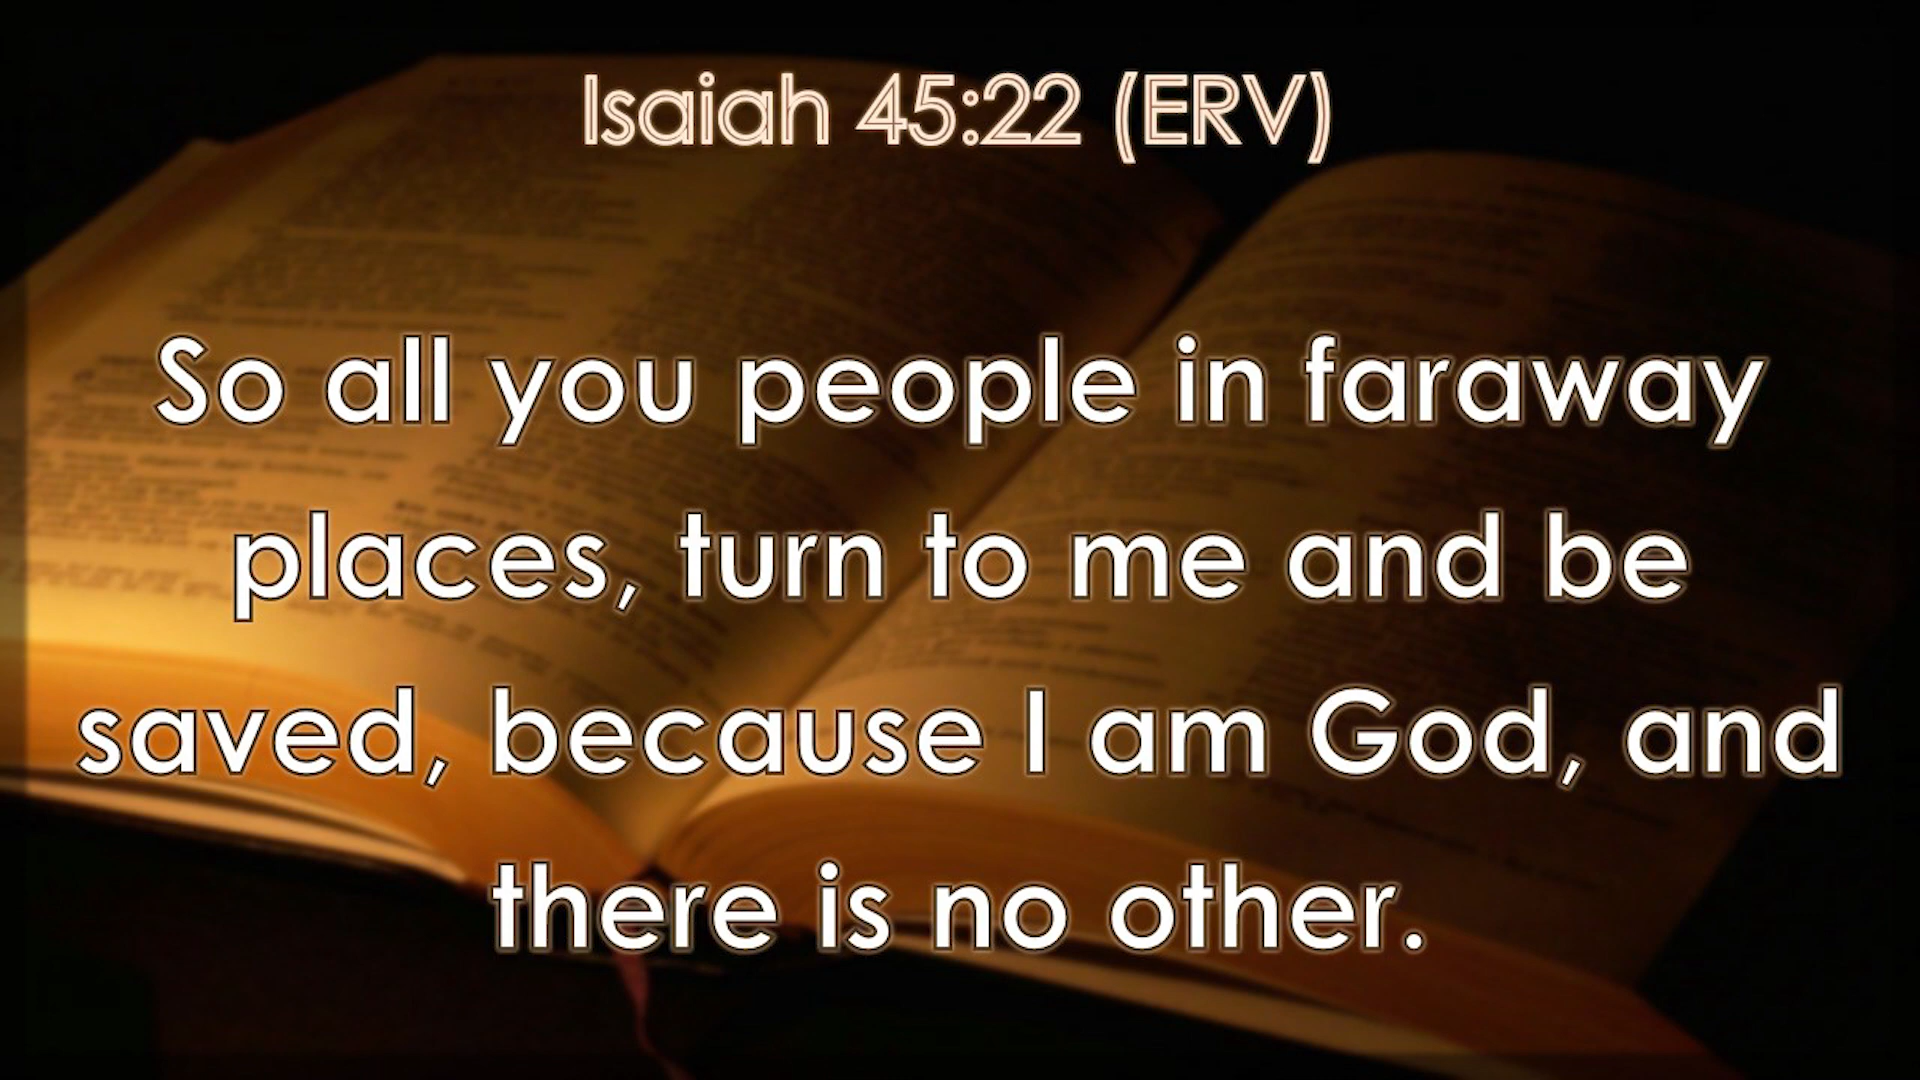 Isaiah 45:22 (ERV)
So all you people in faraway
places, turn to me and be
saved, because I am God, and
there is no other.